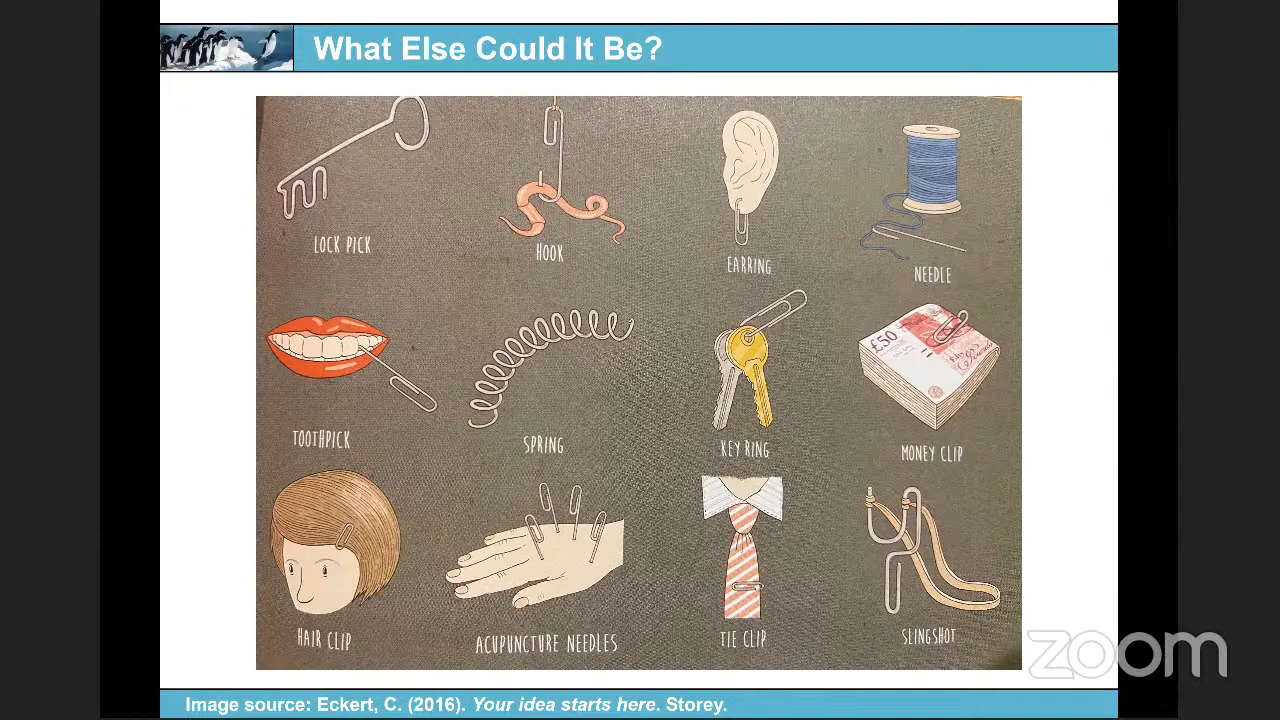 What Else Could It Be?
LOCK PICK
HOOK
EARRING
NEEDLE
TOOTHPICK
SPRING
KEY RING
£50
MONEY CLIP
HAIR CLIP
ACUPUNCTURE NEEDLES
TIE CLIP
SLINGSHOT
zoom
Image source: Eckert, C. (2016). Your idea starts here. Storey.